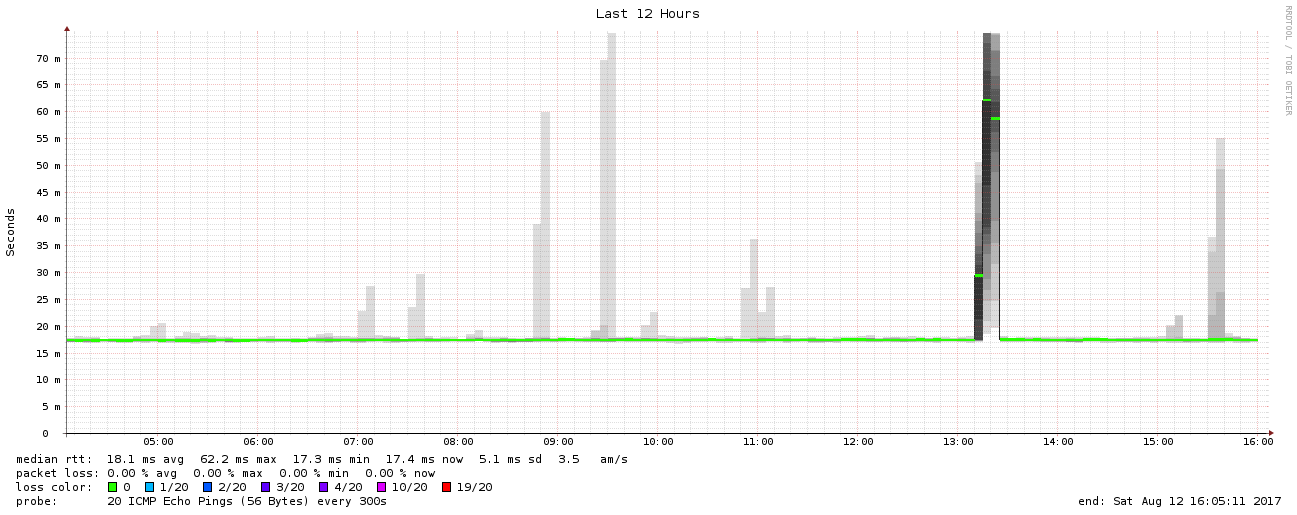 Last 12 Hours
RRDTOOL / TOBI OETIKER
Seconds
70 m
65 m
60 m
55 m
50 m
45 m
40 m
35 m
30 m
25 m
20 m
15 m
10 m
5 m
0
05:00 06:00 07:00 08:00 09:00 10:00 11:00 12:00 13:00 14:00 15:00 16:00
median rtt: 18.1 ms avg 62.2 ms max 17.3 ms min 17.4 ms now 5.1 ms sd 3.5 am/s
packet loss: 0.00 % avg 0.00 % max 0.00 % min 0.00 % now
loss color: 0 1/20 2/20 3/20 4/20 10/20 19/20
probe: 20 ICMP Echo Pings (56 Bytes) every 300s end: Sat Aug 12 16:05:11 2017